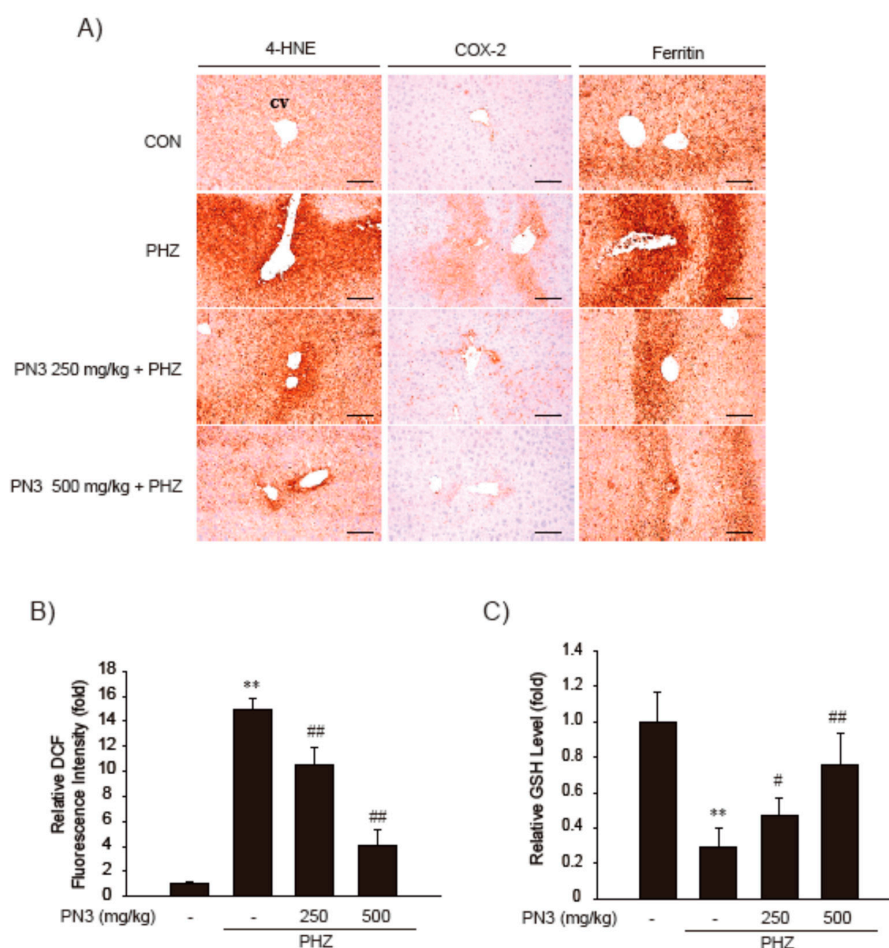 A)
4-HNE COX-2 Ferritin
CON
cv
PHZ
PN3 250 mg/kg + PHZ
PN3 500 mg/kg + PHZ
B)
Relative DCF
Fluorescence Intensity (fold)
18
16
14
12
10
8
6
4
2
0
**
##
##
PN3 (mg/kg) - - 250 500
PHZ
C)
Relative GSH Level (fold)
1.4
1.2
1.0
0.8
0.6
0.4
0.2
0
**
#
##
PN3 (mg/kg) - - 250 500
PHZ